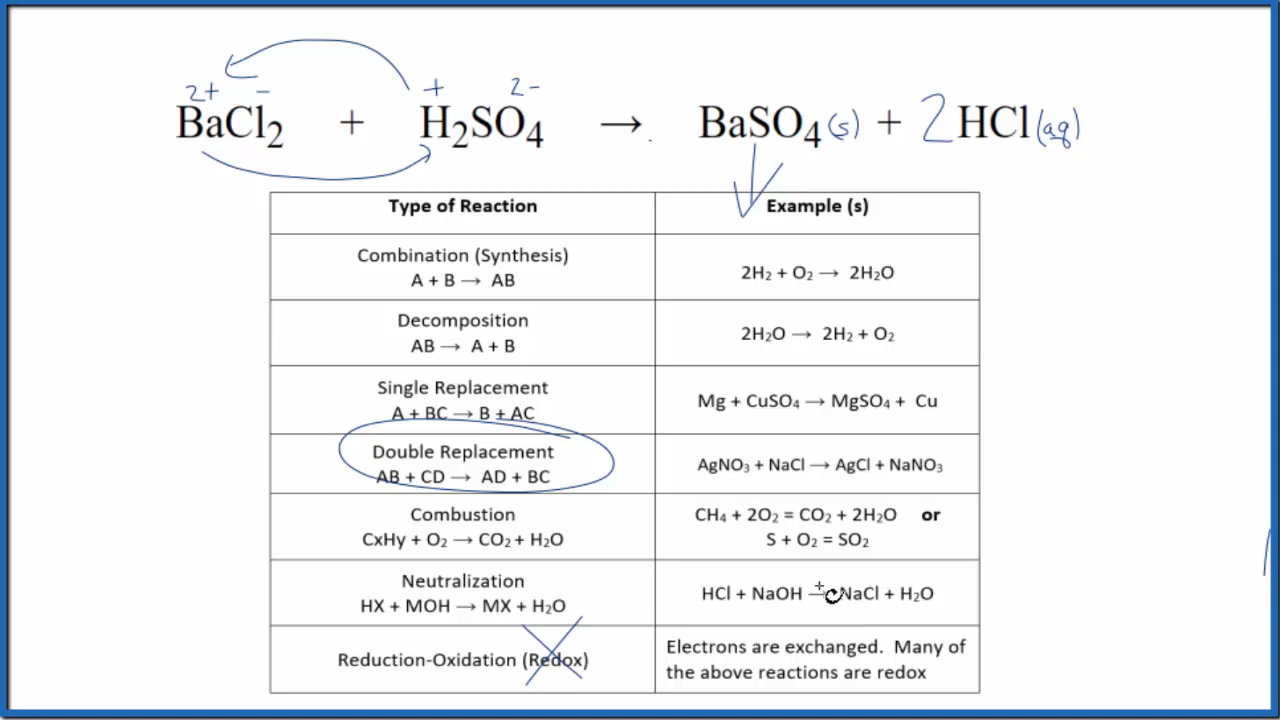 2+ - + 2-
BaCl₂ + H₂SO₄ → BaSO₄(s) + 2HCl(aq)
Type of Reaction
Example (s)
Combination (Synthesis)
A + B → AB
2H₂ + O₂ → 2H₂O
Decomposition
AB → A + B
2H₂O → 2H₂ + O₂
Single Replacement
A + BC → B + AC
Mg + CuSO₄ → MgSO₄ + Cu
Double Replacement
AB + CD → AD + BC
AgNO₃ + NaCl → AgCl + NaNO₃
Combustion
CxHy + O₂ → CO₂ + H₂O
CH₄ + 2O₂ = CO₂ + 2H₂O or
S + O₂ = SO₂
Neutralization
HX + MOH → MX + H₂O
HCl + NaOH → NaCl + H₂O
Reduction-Oxidation (Redox)
Electrons are exchanged. Many of
the above reactions are redox